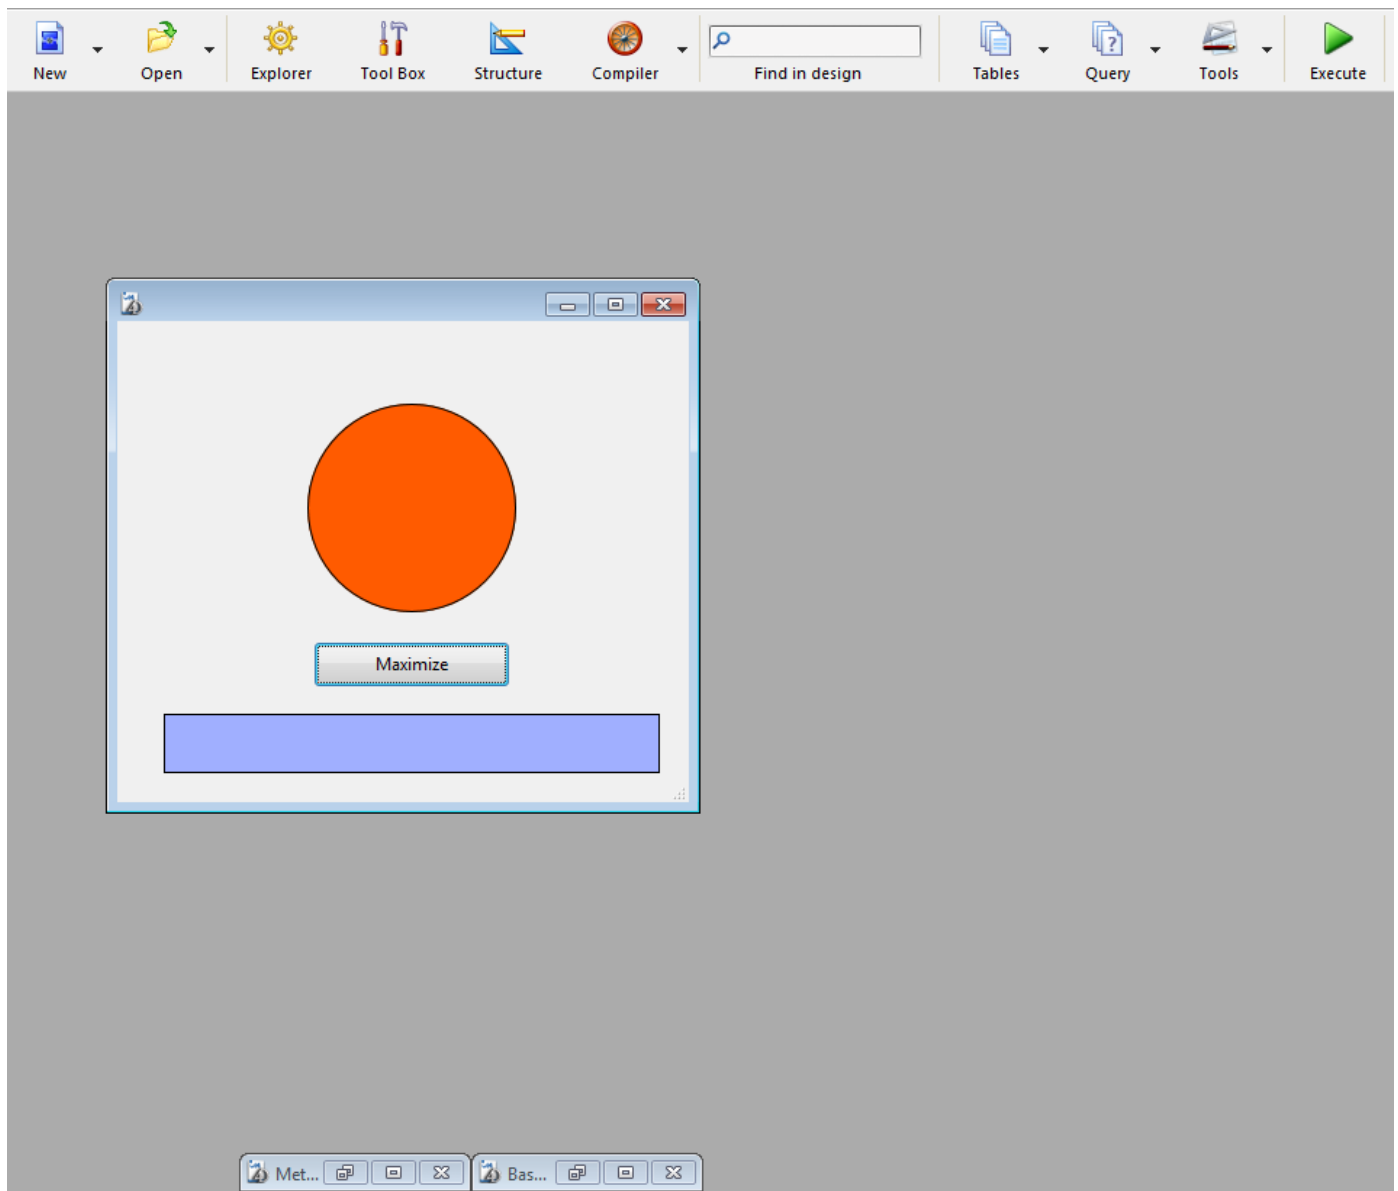 New Open Explorer Tool Box Structure Compiler Find in design Tables Query Tools Execute
Maximize
Met... Bas...